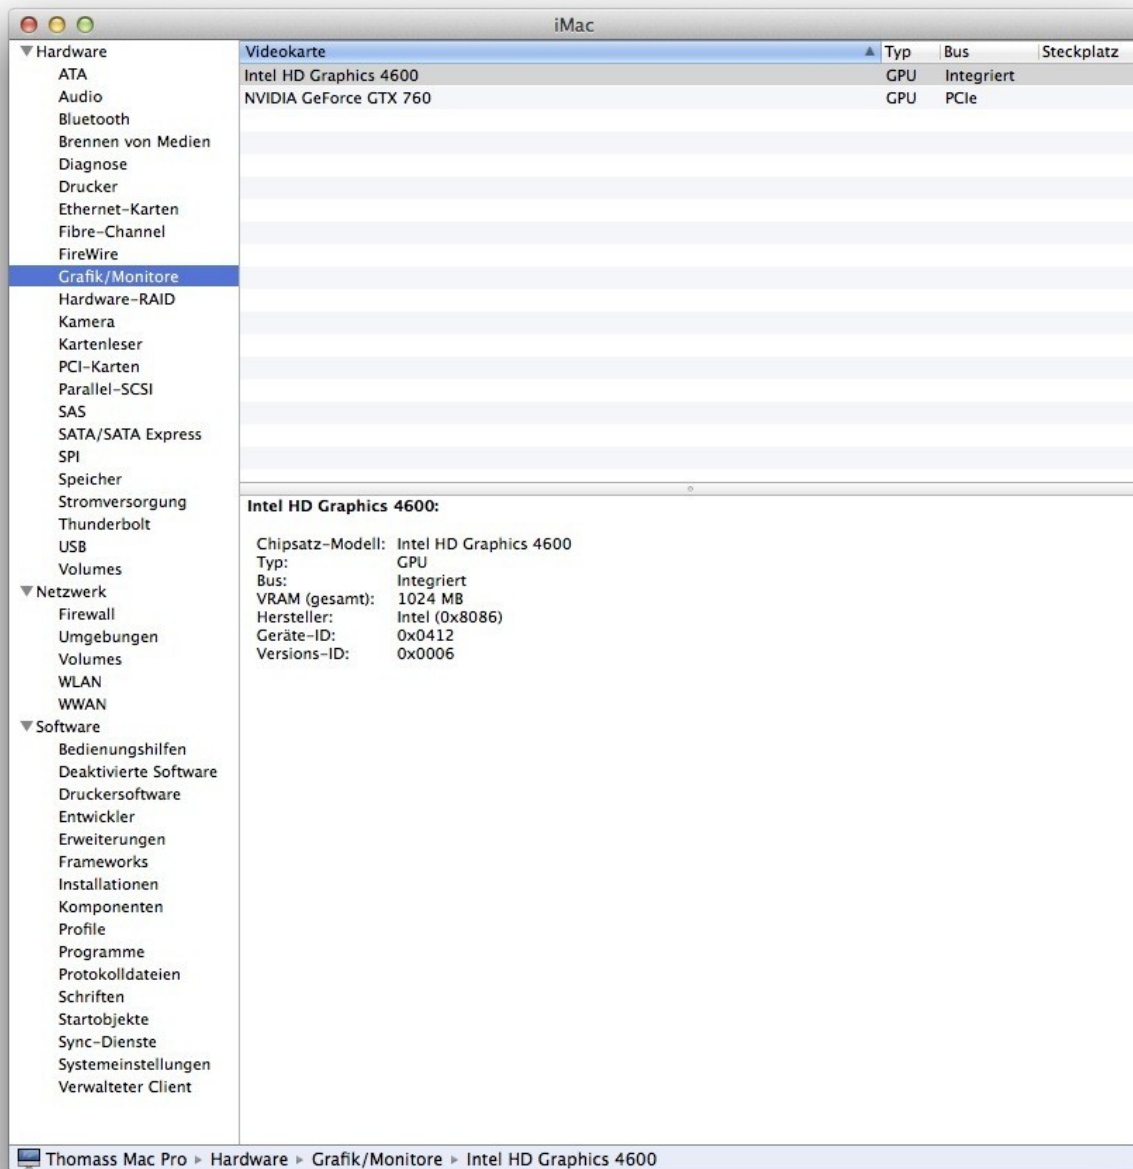 iMac
Hardware
ATA
Audio
Bluetooth
Brennen von Medien
Diagnose
Drucker
Ethernet-Karten
Fibre-Channel
FireWire
Grafik/Monitore
Hardware-RAID
Kamera
Kartenleser
PCI-Karten
Parallel-SCSI
SAS
SATA/SATA Express
SPI
Speicher
Stromversorgung
Thunderbolt
USB
Volumes
Netzwerk
Firewall
Umgebungen
Volumes
WLAN
WWAN
Software
Bedienungshilfen
Deaktivierte Software
Druckersoftware
Entwickler
Erweiterungen
Frameworks
Installationen
Komponenten
Profile
Programme
Protokolldateien
Schriften
Startobjekte
Sync-Dienste
Systemeinstellungen
Verwalteter Client
Videokarte Typ Bus Steckplatz
Intel HD Graphics 4600 GPU Integriert
NVIDIA GeForce GTX 760 GPU PCIe
Intel HD Graphics 4600:
Chipsatz-Modell: Intel HD Graphics 4600
Typ: GPU
Bus: Integriert
VRAM (gesamt): 1024 MB
Hersteller: Intel (0x8086)
Geräte-ID: 0x0412
Versions-ID: 0x0006
Thomass Mac Pro ▸ Hardware ▸ Grafik/Monitore ▸ Intel HD Graphics 4600